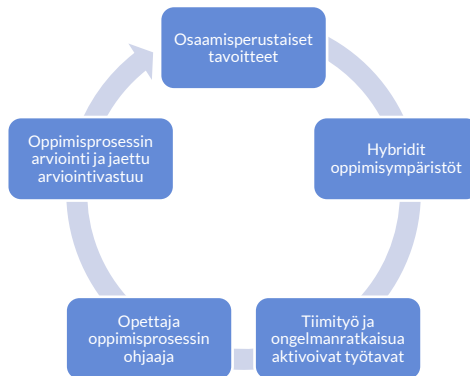 Osaamisperustaiset
tavoitteet
Hybridit
oppimisympäristöt
Tiimityö ja
ongelmanratkaisua
aktivoivat työtavat
Opettaja
oppimisprosessin
ohjaaja
Oppimisprosessin
arviointi ja jaettu
arviointivastuu